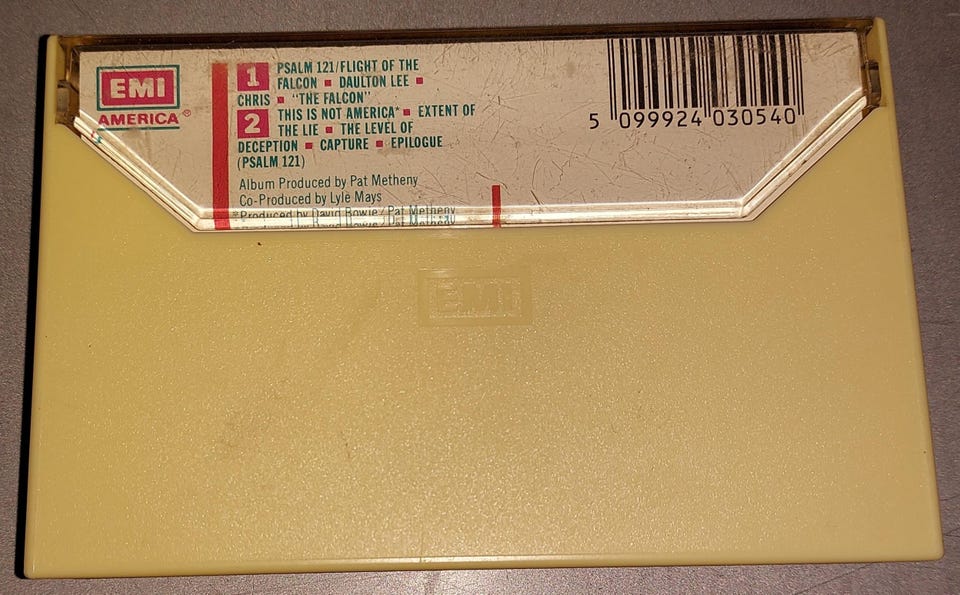 EMI
AMERICA®
1 PSALM 121/FLIGHT OF THE
FALCON ■ DAULTON LEE ■
CHRIS ■ "THE FALCON"
2 THIS IS NOT AMERICA* ■ EXTENT OF
THE LIE ■ THE LEVEL OF
DECEPTION ■ CAPTURE ■ EPILOGUE
(PSALM 121)
Album Produced by Pat Metheny
Co-Produced by Lyle Mays
*Produced by David Bowie/Pat Metheny
5 099924 030540
EMI